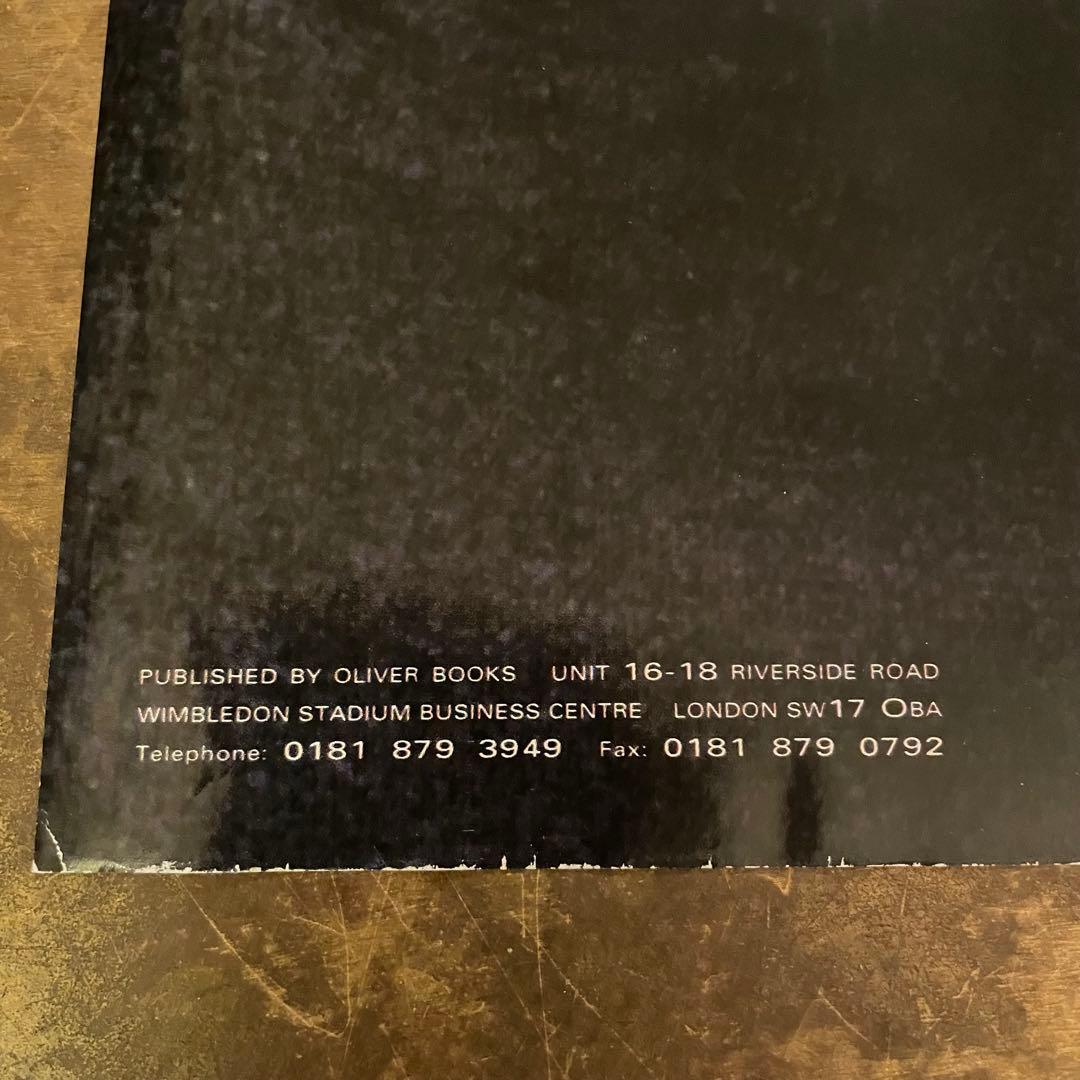 PUBLISHED BY OLIVER BOOKS UNIT 16-18 RIVERSIDE ROAD
WIMBLEDON STADIUM BUSINESS CENTRE LONDON SW17 0BA
Telephone: 0181 879 3949 Fax: 0181 879 0792